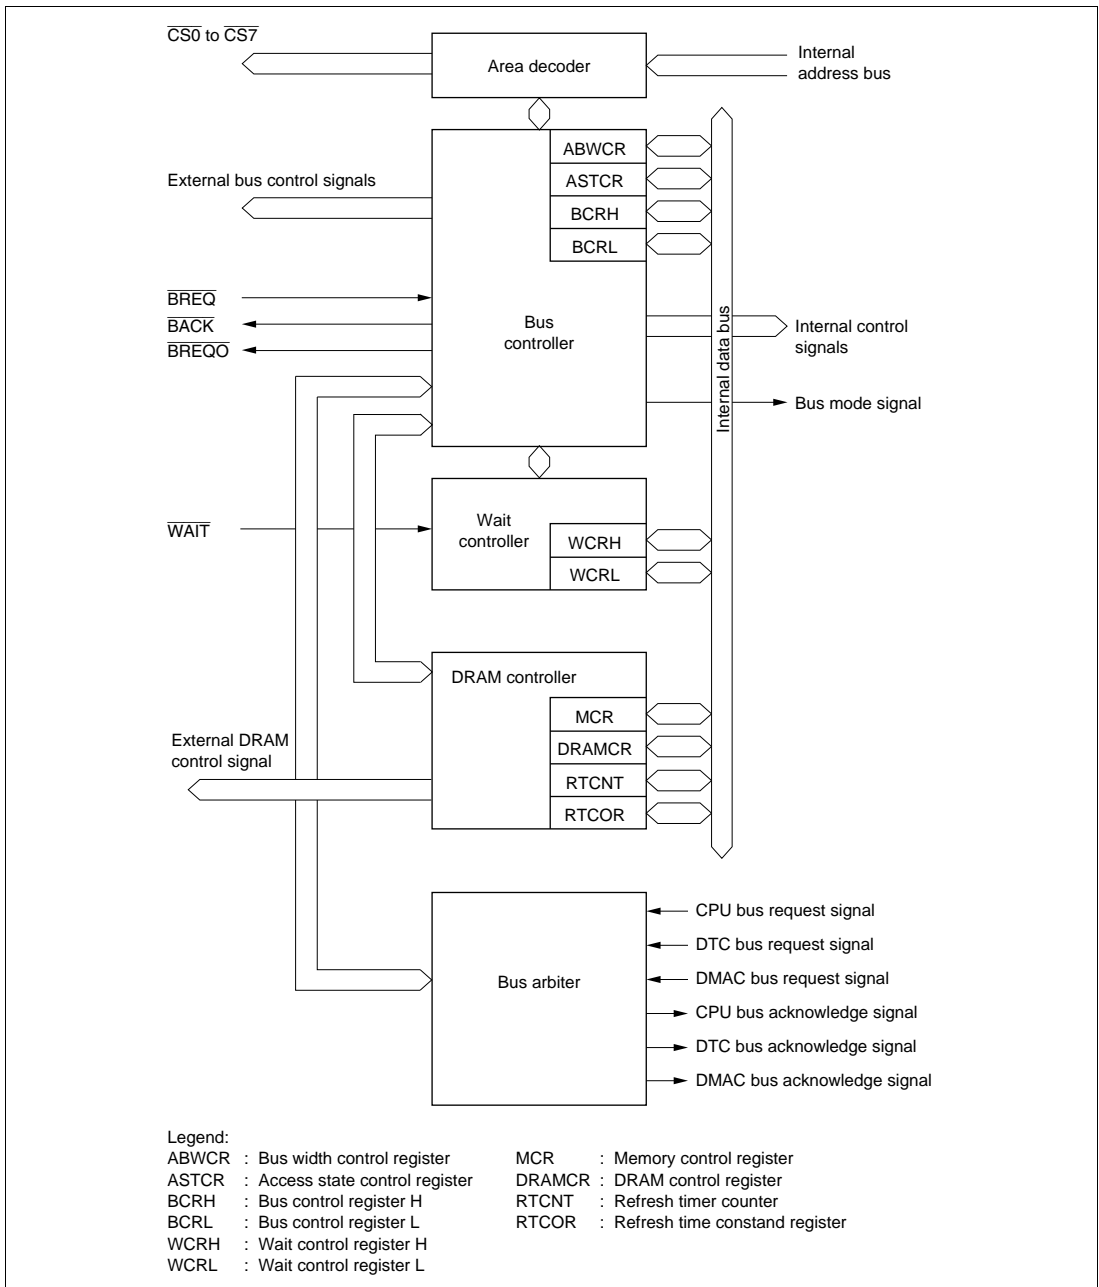 CS0 to CS7
Area decoder
Internal
address bus
External bus control signals
ABWCR
ASTCR
BCRH
BCRL
BREQ
BACK
BREQO
Bus
controller
Internal data bus
Internal control
signals
Bus mode signal
WAIT
Wait
controller
WCRH
WCRL
DRAM controller
MCR
DRAMCR
RTCNT
RTCOR
External DRAM
control signal
Bus arbiter
CPU bus request signal
DTC bus request signal
DMAC bus request signal
CPU bus acknowledge signal
DTC bus acknowledge signal
DMAC bus acknowledge signal
Legend:
ABWCR : Bus width control register
ASTCR : Access state control register
BCRH : Bus control register H
BCRL : Bus control register L
WCRH : Wait control register H
WCRL : Wait control register L
MCR : Memory control register
DRAMCR : DRAM control register
RTCNT : Refresh timer counter
RTCOR : Refresh time constand register